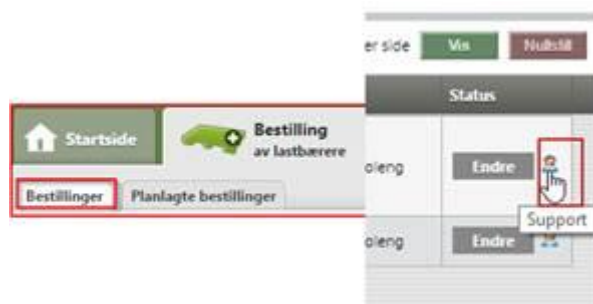 Startside
Bestilling
av lastbærere
Bestillinger
Planlagte bestillinger
er side
Vis
Nullstill
Status
oleng
Endre
Support
oleng
Endre